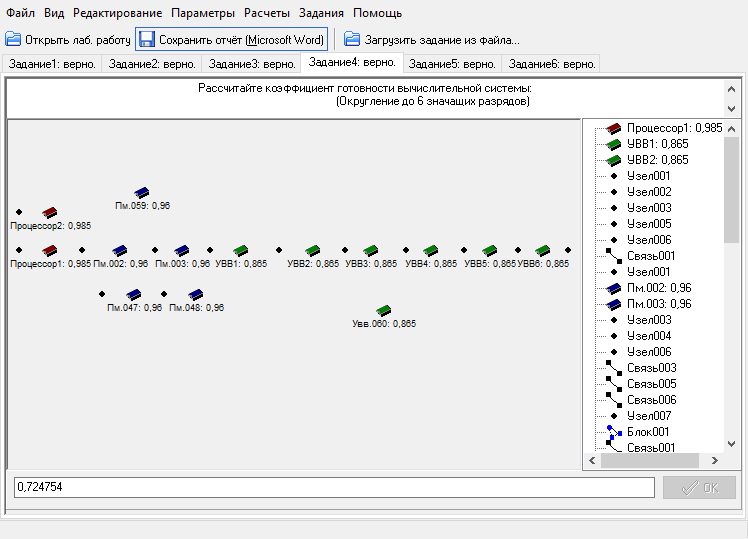 Файл Вид Редактирование Параметры Расчеты Задания Помощь
Открыть лаб. работу Сохранить отчёт (Microsoft Word) Загрузить задание из файла...
Задание1: верно. Задание2: верно. Задание3: верно. Задание4: верно. Задание5: верно. Задание6: верно.
Рассчитайте коэффициент готовности вычислительной системы:
(Округление до 6 значащих разрядов)
Пм.059: 0,96
Процессор2: 0,985
Процессор1: 0,985 Пм.002: 0,96 Пм.003: 0,96 УВВ1: 0,865 УВВ2: 0,865 УВВ3: 0,865 УВВ4: 0,865 УВВ5: 0,865 УВВ6: 0,865
Пм.047: 0,96 Пм.048: 0,96
Увв.060: 0,865
Процессор1: 0,985
УВВ1: 0,865
УВВ2: 0,865
Узел001
Узел002
Узел003
Узел005
Узел006
Связь001
Узел001
Пм.002: 0,96
Пм.003: 0,96
Узел003
Узел004
Узел006
Связь003
Связь005
Связь006
Узел007
Блок001
Связь001
0,724754
OK